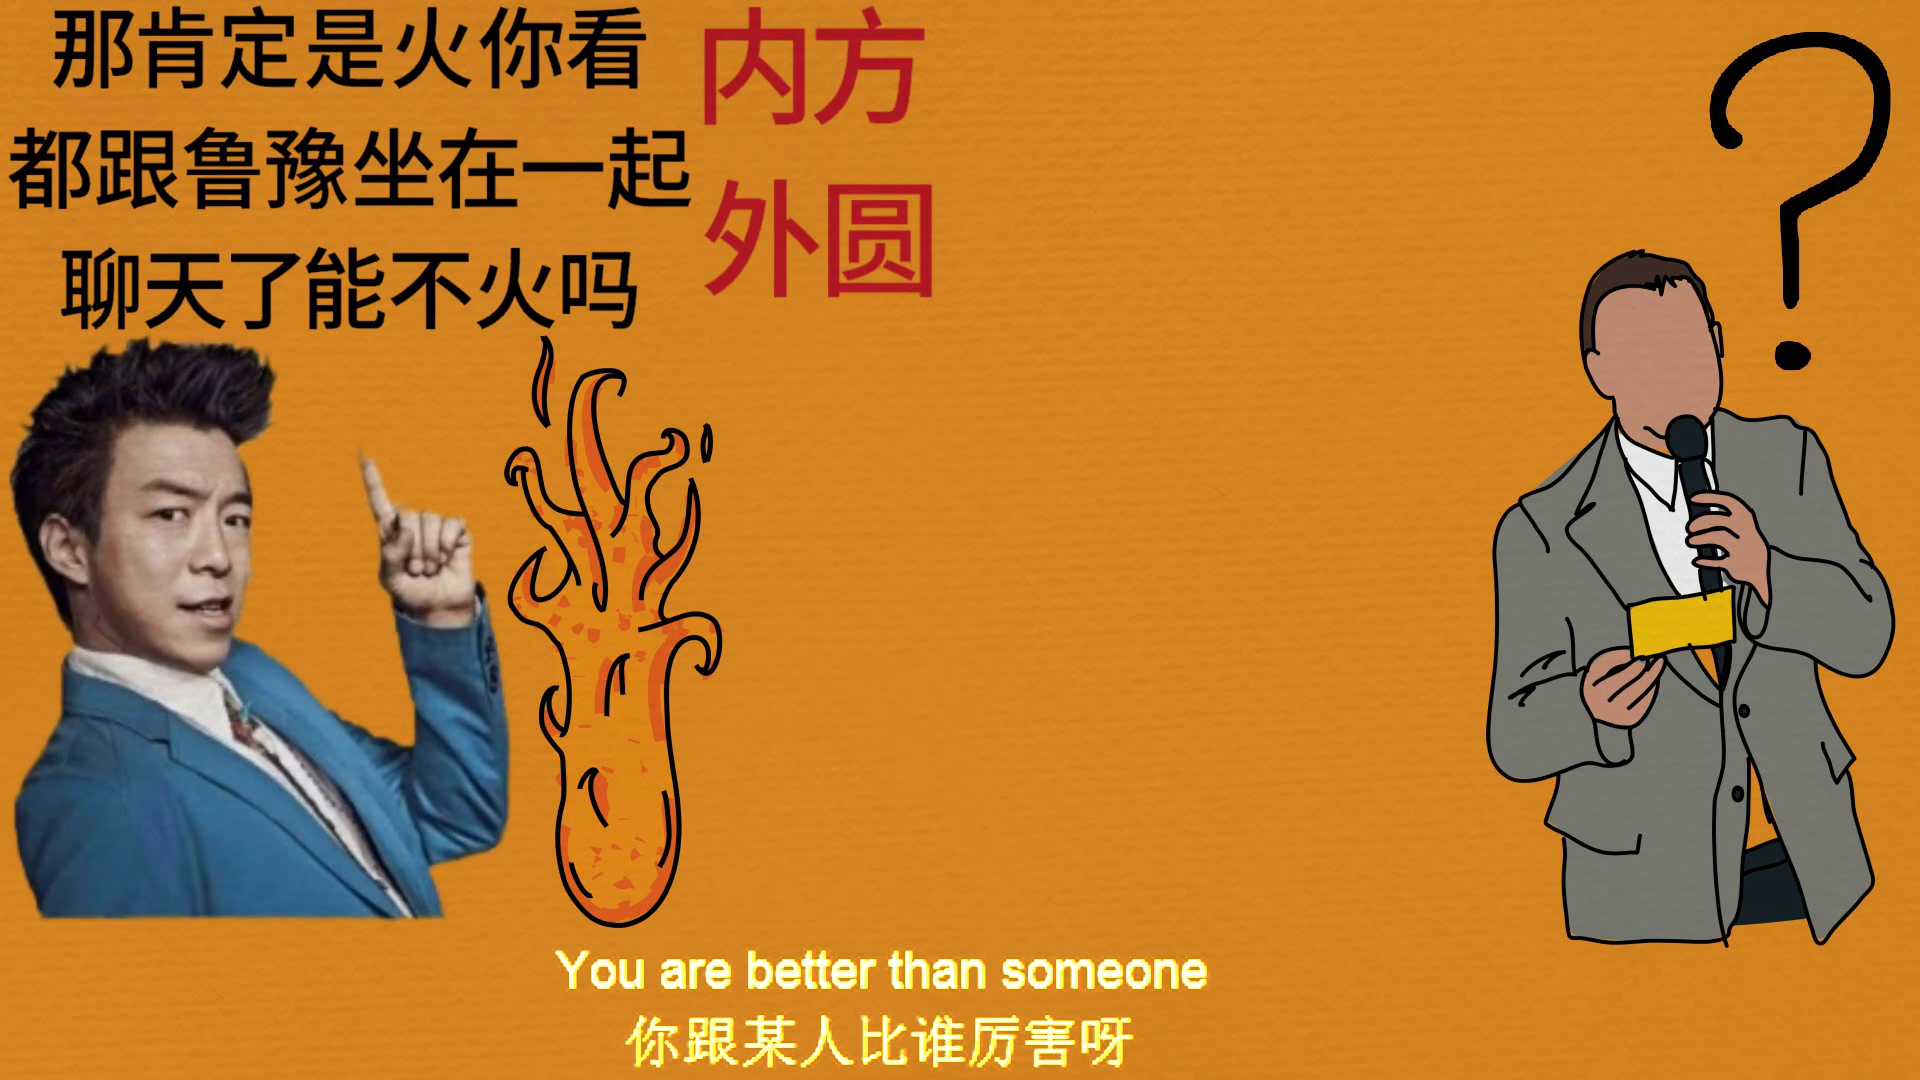 那肯定是火你看
都跟鲁豫坐在一起
聊天了能不火吗
内方
外圆
You are better than someone
你跟某人比谁厉害呀